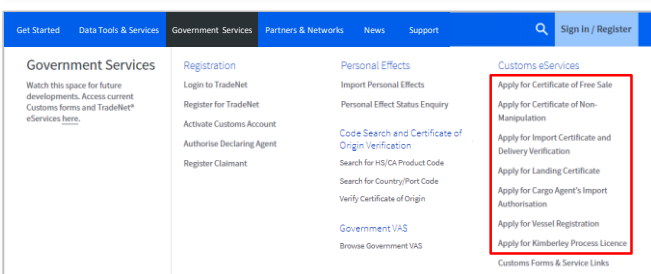 Get Started Data Tools & Services Government Services Partners & Networks News Support Sign in / Register
Government Services
Watch this space for future
developments. Access current
Customs forms and TradeNet®
eServices here.
Registration
Login to TradeNet
Register for TradeNet
Activate Customs Account
Authorise Declaring Agent
Register Claimant
Personal Effects
Import Personal Effects
Personal Effect Status Enquiry
Code Search and Certificate of
Origin Verification
Search for HS/CA Product Code
Search for Country/Port Code
Verify Certificate of Origin
Government VAS
Browse Government VAS
Customs eServices
Apply for Certificate of Free Sale
Apply for Certificate of Non-
Manipulation
Apply for Import Certificate and
Delivery Verification
Apply for Landing Certificate
Apply for Cargo Agent's Import
Authorisation
Apply for Vessel Registration
Apply for Kimberley Process Licence
Customs Forms & Service Links